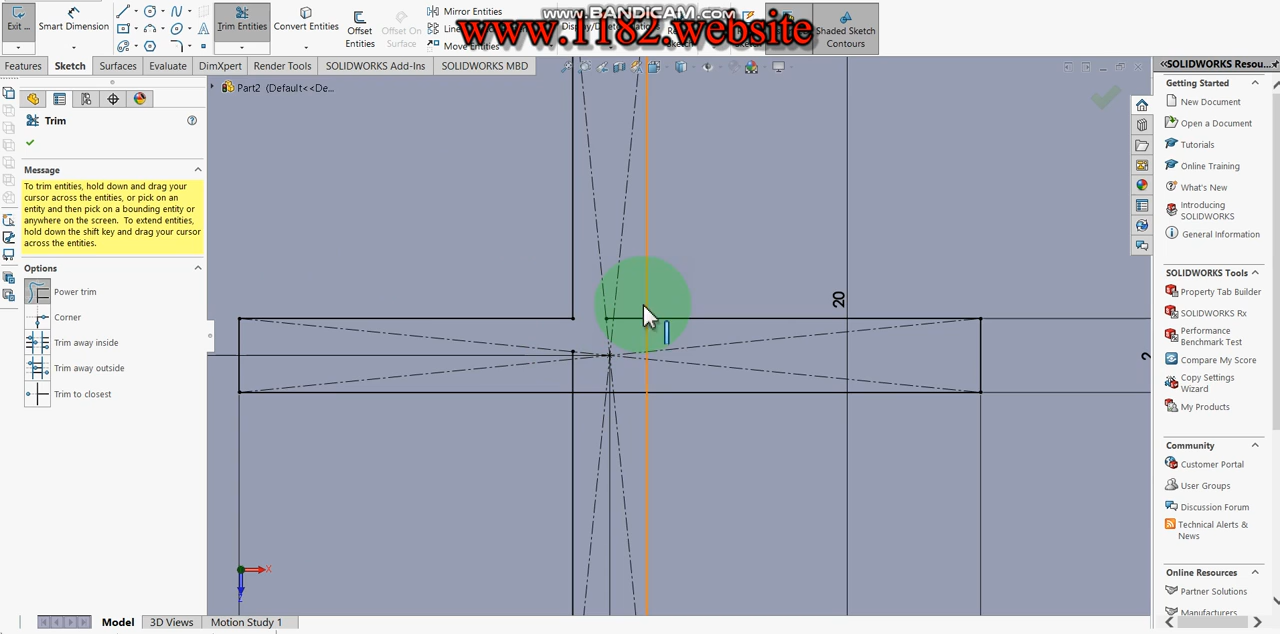 www.BANDICAM.com
www.1182.website
Exit ...
Smart Dimension
Trim Entities
Convert Entities
Offset
Entities
Offset On
Surface
Mirror Entities
Move Entities
Shaded Sketch
Contours
Features
Sketch
Surfaces
Evaluate
DimXpert
Render Tools
SOLIDWORKS Add-Ins
SOLIDWORKS MBD
Trim
Message
To trim entities, hold down and drag your
cursor across the entities, or pick on an
entity and then pick on a bounding entity or
anywhere on the screen. To extend entities,
hold down the shift key and drag your cursor
across the entities.
Options
Power trim
Corner
Trim away inside
Trim away outside
Trim to closest
Part2 (Default<<De...
20
2
X
SOLIDWORKS Resou...
Getting Started
New Document
Open a Document
Tutorials
Online Training
What's New
Introducing
SOLIDWORKS
General Information
SOLIDWORKS Tools
Property Tab Builder
SOLIDWORKS Rx
Performance
Benchmark Test
Compare My Score
Copy Settings
Wizard
My Products
Community
Customer Portal
User Groups
Discussion Forum
Technical Alerts &
News
Online Resources
Partner Solutions
Manufacturers
Model
3D Views
Motion Study 1